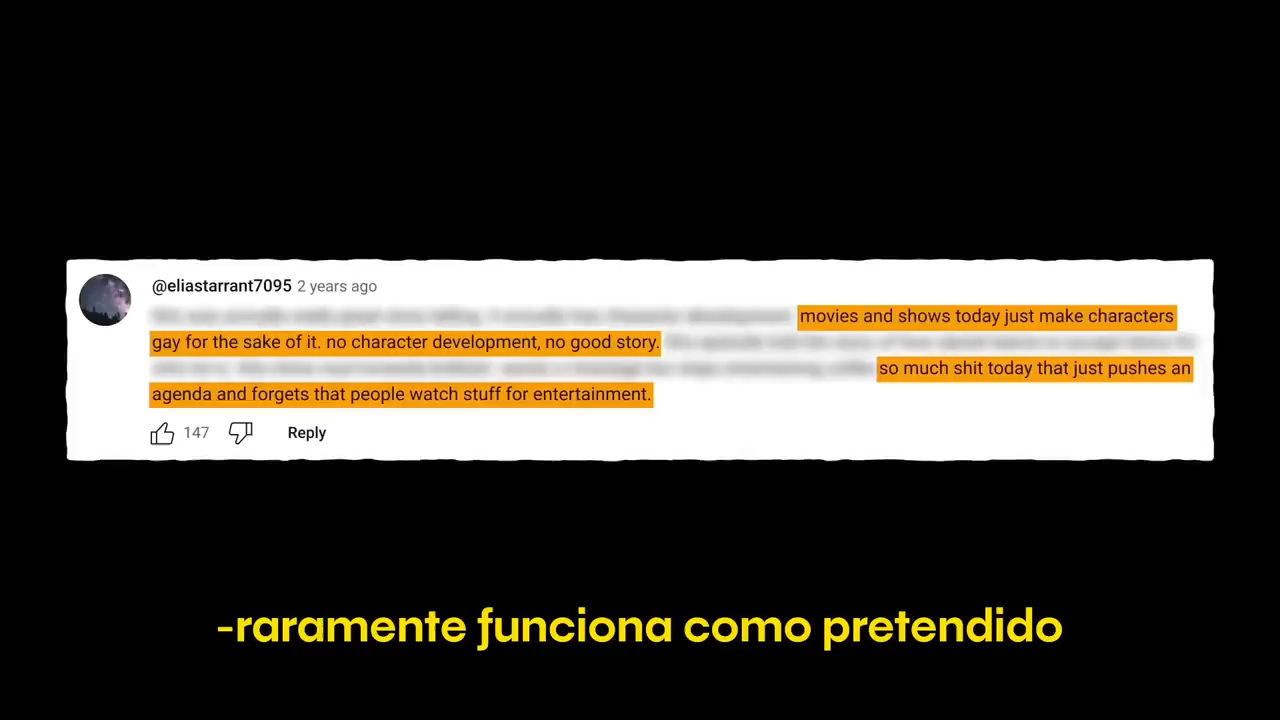 @eliastarrant7095 2 years ago
movies and shows today just make characters
gay for the sake of it. no character development, no good story.
so much shit today that just pushes an
agenda and forgets that people watch stuff for entertainment.
147 Reply
-raramente funciona como pretendido